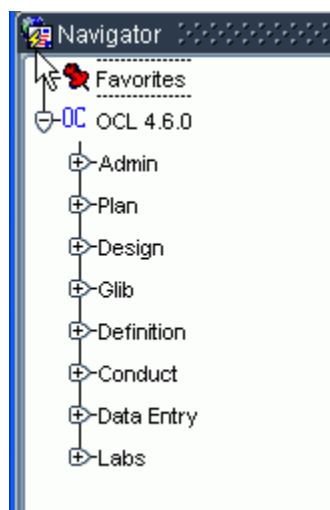 Navigator
Favorites
OC OCL 4.6.0
Admin
Plan
Design
Glib
Definition
Conduct
Data Entry
Labs